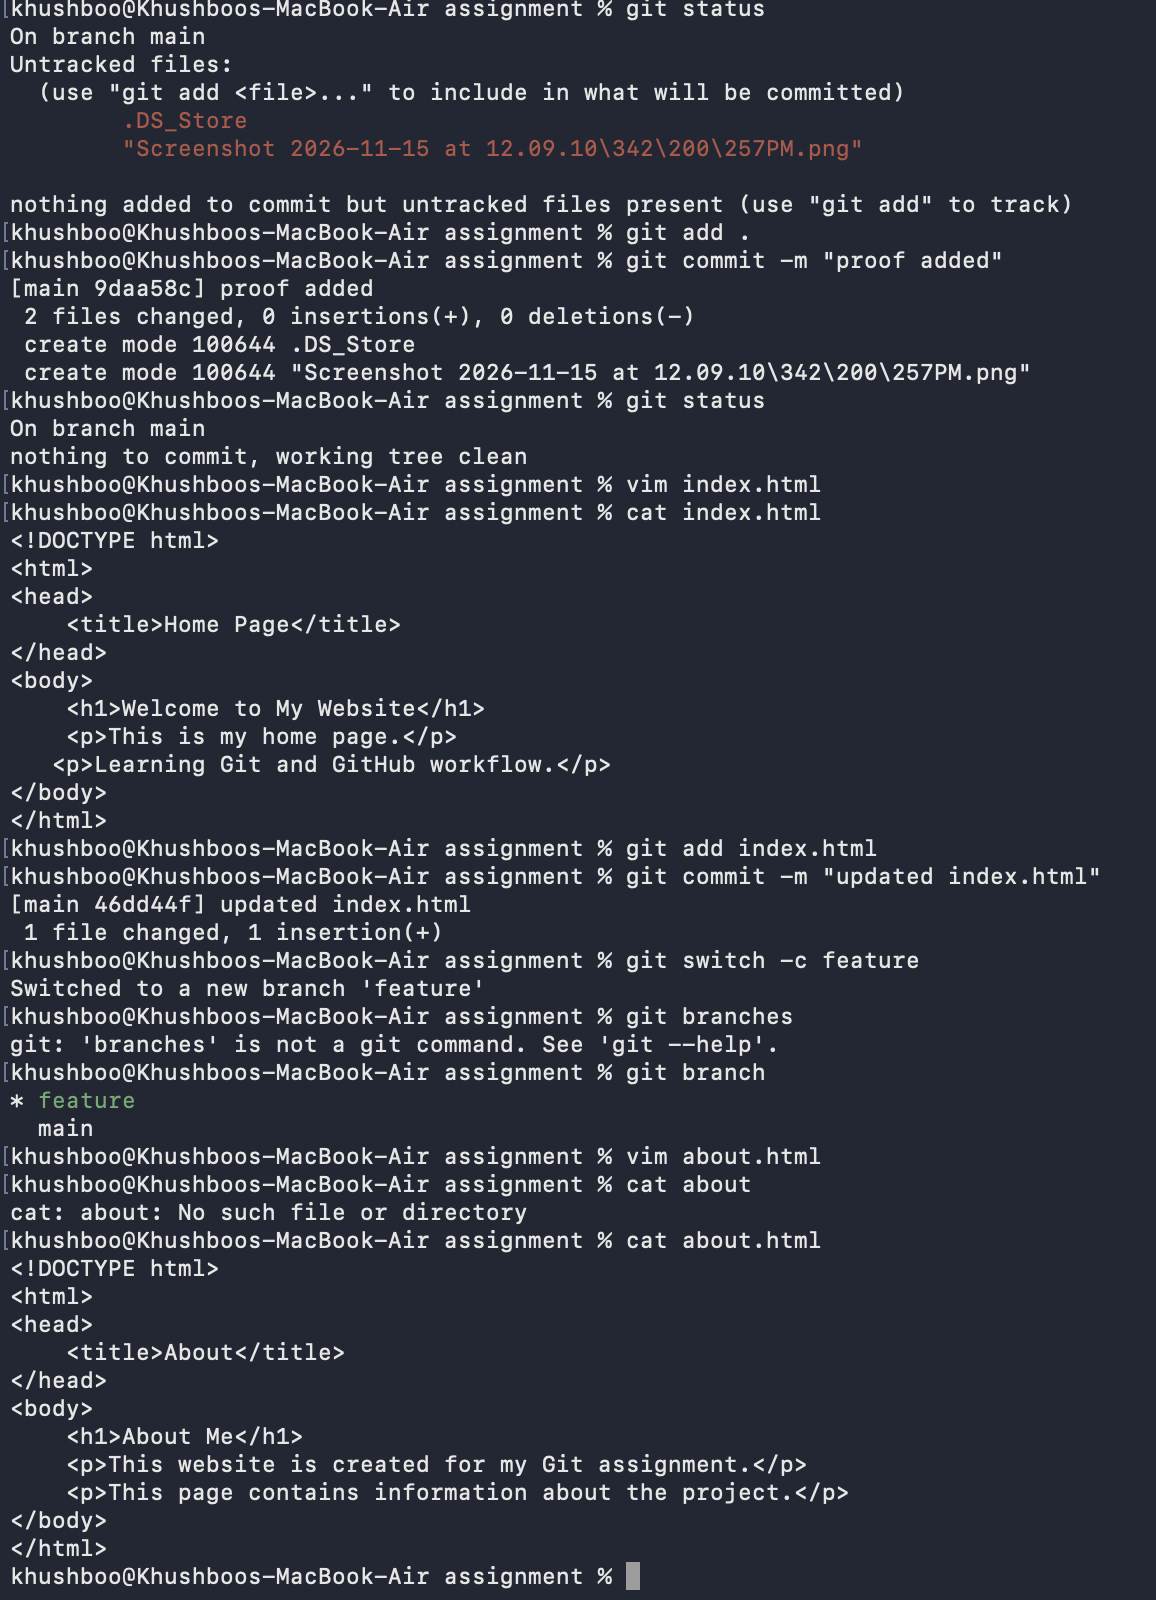 [khushboo@Khushboos-MacBook-Air assignment % git status
On branch main
Untracked files:
  (use "git add <file>..." to include in what will be committed)
        .DS_Store
        "Screenshot 2026-11-15 at 12.09.10\342\200\257PM.png"

nothing added to commit but untracked files present (use "git add" to track)
[khushboo@Khushboos-MacBook-Air assignment % git add .
[khushboo@Khushboos-MacBook-Air assignment % git commit -m "proof added"
[main 9daa58c] proof added
 2 files changed, 0 insertions(+), 0 deletions(-)
 create mode 100644 .DS_Store
 create mode 100644 "Screenshot 2026-11-15 at 12.09.10\342\200\257PM.png"
[khushboo@Khushboos-MacBook-Air assignment % git status
On branch main
nothing to commit, working tree clean
[khushboo@Khushboos-MacBook-Air assignment % vim index.html
[khushboo@Khushboos-MacBook-Air assignment % cat index.html
<!DOCTYPE html>
<html>
<head>
    <title>Home Page</title>
</head>
<body>
    <h1>Welcome to My Website</h1>
    <p>This is my home page.</p>
   <p>Learning Git and GitHub workflow.</p>
</body>
</html>
[khushboo@Khushboos-MacBook-Air assignment % git add index.html
[khushboo@Khushboos-MacBook-Air assignment % git commit -m "updated index.html"
[main 46dd44f] updated index.html
 1 file changed, 1 insertion(+)
[khushboo@Khushboos-MacBook-Air assignment % git switch -c feature
Switched to a new branch 'feature'
[khushboo@Khushboos-MacBook-Air assignment % git branches
git: 'branches' is not a git command. See 'git --help'.
[khushboo@Khushboos-MacBook-Air assignment % git branch
* feature
  main
[khushboo@Khushboos-MacBook-Air assignment % vim about.html
[khushboo@Khushboos-MacBook-Air assignment % cat about
cat: about: No such file or directory
[khushboo@Khushboos-MacBook-Air assignment % cat about.html
<!DOCTYPE html>
<html>
<head>
    <title>About</title>
</head>
<body>
    <h1>About Me</h1>
    <p>This website is created for my Git assignment.</p>
    <p>This page contains information about the project.</p>
</body>
</html>
khushboo@Khushboos-MacBook-Air assignment %